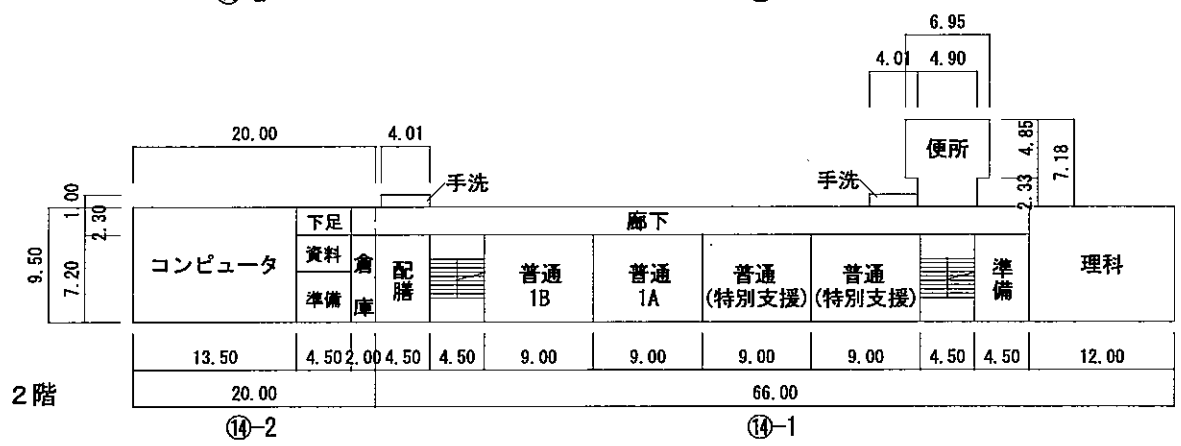 6.95
4.01 4.90
20.00 4.01
便所
4.85
7.18
2.33
手洗
手洗
1.00
2.30
9.50
7.20
下足
廊下
コンピュータ
資料
準備
倉庫
配膳
普通
1B
普通
1A
普通
(特別支援)
普通
(特別支援)
準備
理科
13.50 4.50 2.00 4.50 4.50 9.00 9.00 9.00 9.00 4.50 4.50 12.00
2階
20.00 66.00
⑭-2 ⑭-1